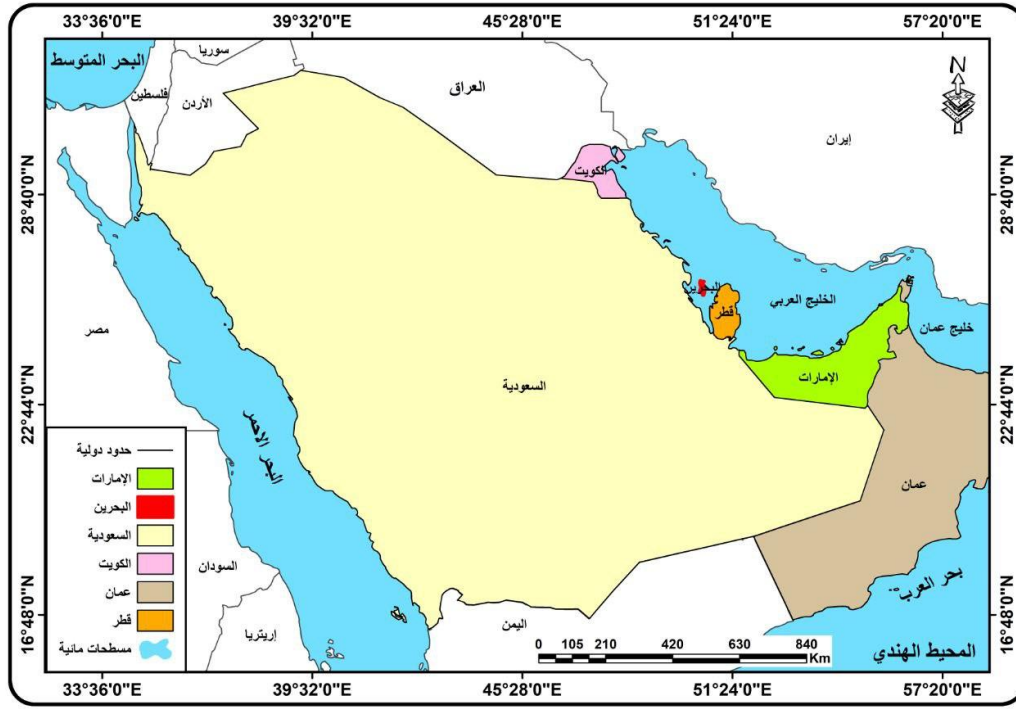 33°36'0"E 39°32'0"E 45°28'0"E 51°24'0"E 57°20'0"E
البحر المتوسط
سوريا
فلسطين
الأردن
العراق
إيران
N
28°40'0"N
28°40'0"N
الكويت
البحرين
قطر
الخليج العربي
خليج عمان
مصر
السعودية
الإمارات
22°44'0"N
22°44'0"N
البحر الاحمر
عمان
حدود دولية
الإمارات
البحرين
السعودية
الكويت
عمان
قطر
مسطحات مائية
السودان
إريتريا
اليمن
بحر العرب
16°48'0"N
16°48'0"N
المحيط الهندي
0 105 210 420 630 840
Km
33°36'0"E 39°32'0"E 45°28'0"E 51°24'0"E 57°20'0"E